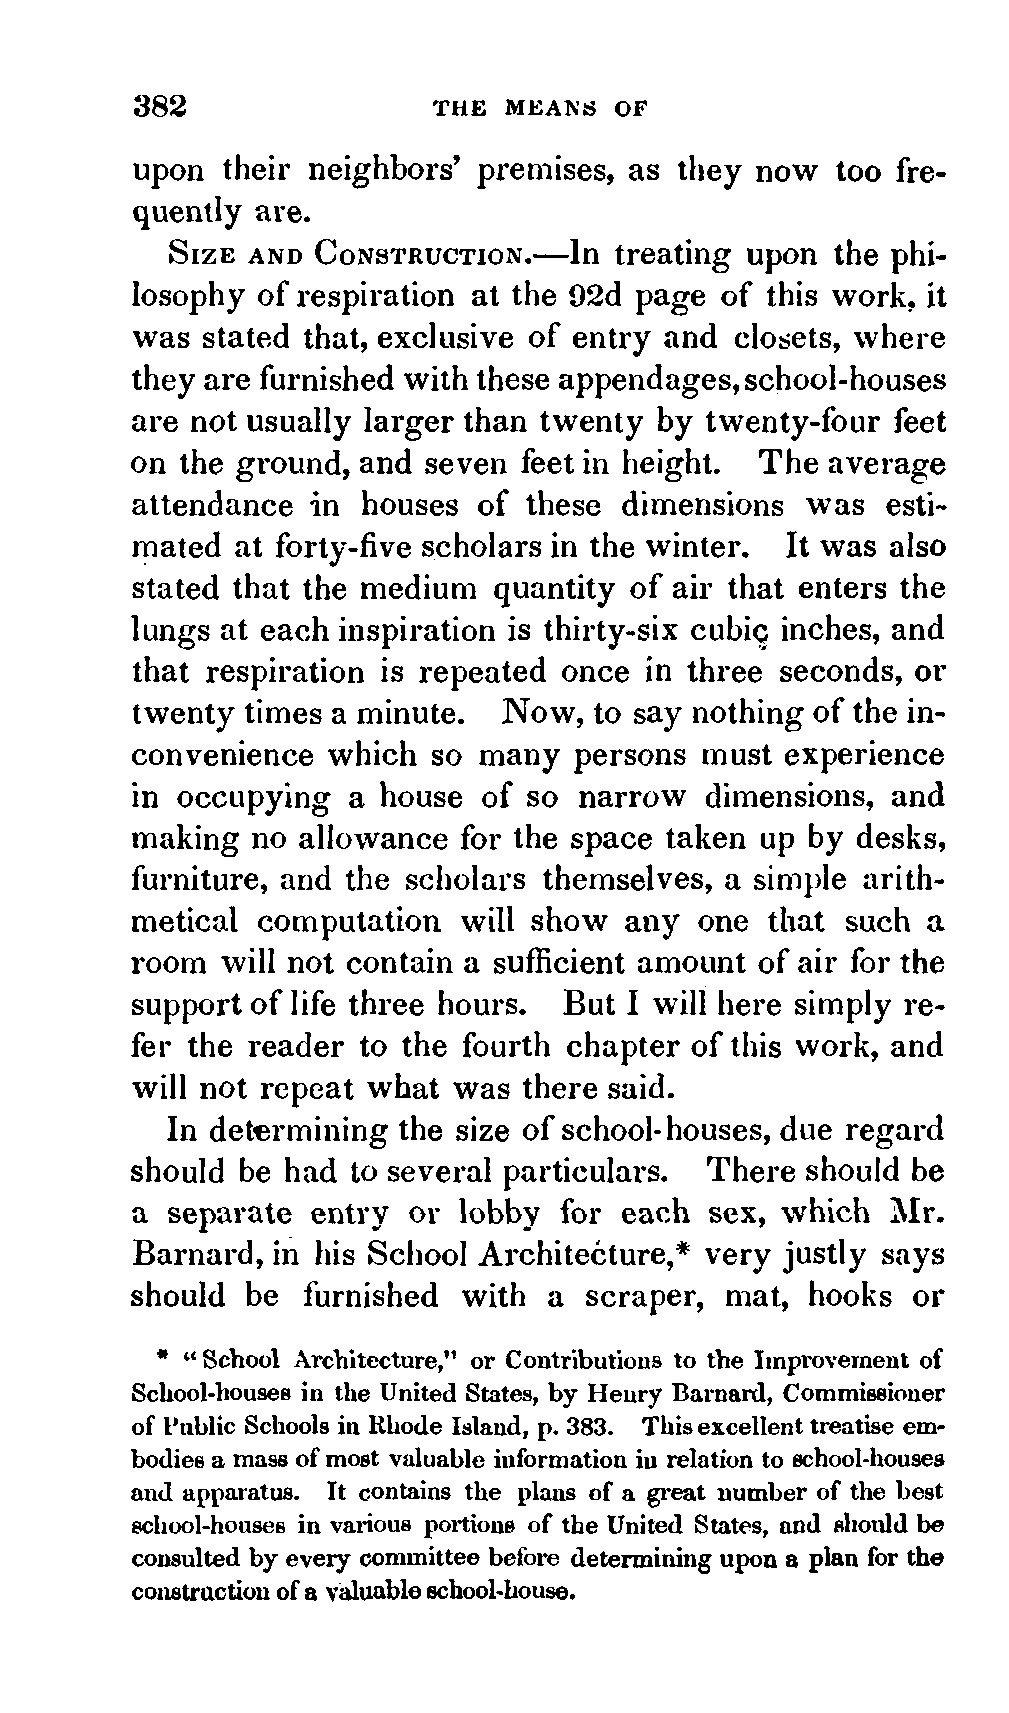 382 THE MEANS OF
upon their neighbors' premises, as they now too fre-
quently are.
SIZE AND CONSTRUCTION.—In treating upon the phi-
losophy of respiration at the 92d page of this work, it
was stated that, exclusive of entry and closets, where
they are furnished with these appendages, school-houses
are not usually larger than twenty by twenty-four feet
on the ground, and seven feet in height. The average
attendance in houses of these dimensions was esti-
mated at forty-five scholars in the winter. It was also
stated that the medium quantity of air that enters the
lungs at each inspiration is thirty-six cubic inches, and
that respiration is repeated once in three seconds, or
twenty times a minute. Now, to say nothing of the in-
convenience which so many persons must experience
in occupying a house of so narrow dimensions, and
making no allowance for the space taken up by desks,
furniture, and the scholars themselves, a simple arith-
metical computation will show any one that such a
room will not contain a sufficient amount of air for the
support of life three hours. But I will here simply re-
fer the reader to the fourth chapter of this work, and
will not repeat what was there said.
In determining the size of school-houses, due regard
should be had to several particulars. There should be
a separate entry or lobby for each sex, which Mr.
Barnard, in his School Architecture,* very justly says
should be furnished with a scraper, mat, hooks or
* "School Architecture," or Contributions to the Improvement of
School-houses in the United States, by Henry Barnard, Commissioner
of Public Schools in Rhode Island, p. 383. This excellent treatise em-
bodies a mass of most valuable information in relation to school-houses
and apparatus. It contains the plans of a great number of the best
school-houses in various portions of the United States, and should be
consulted by every committee before determining upon a plan for the
construction of a valuable school-house.